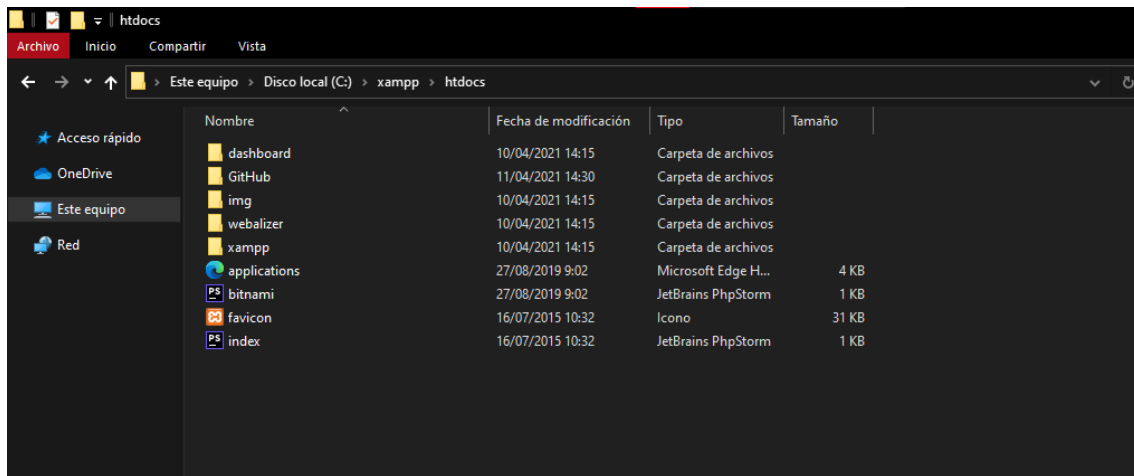 htdocs
Archivo Inicio Compartir Vista
Este equipo > Disco local (C:) > xampp > htdocs
Nombre Fecha de modificación Tipo Tamaño
Acceso rápido
OneDrive
Este equipo
Red
dashboard 10/04/2021 14:15 Carpeta de archivos
GitHub 11/04/2021 14:30 Carpeta de archivos
img 10/04/2021 14:15 Carpeta de archivos
webalizer 10/04/2021 14:15 Carpeta de archivos
xampp 10/04/2021 14:15 Carpeta de archivos
applications 27/08/2019 9:02 Microsoft Edge H... 4 KB
PS bitnami 27/08/2019 9:02 JetBrains PhpStorm 1 KB
favicon 16/07/2015 10:32 Icono 31 KB
PS index 16/07/2015 10:32 JetBrains PhpStorm 1 KB